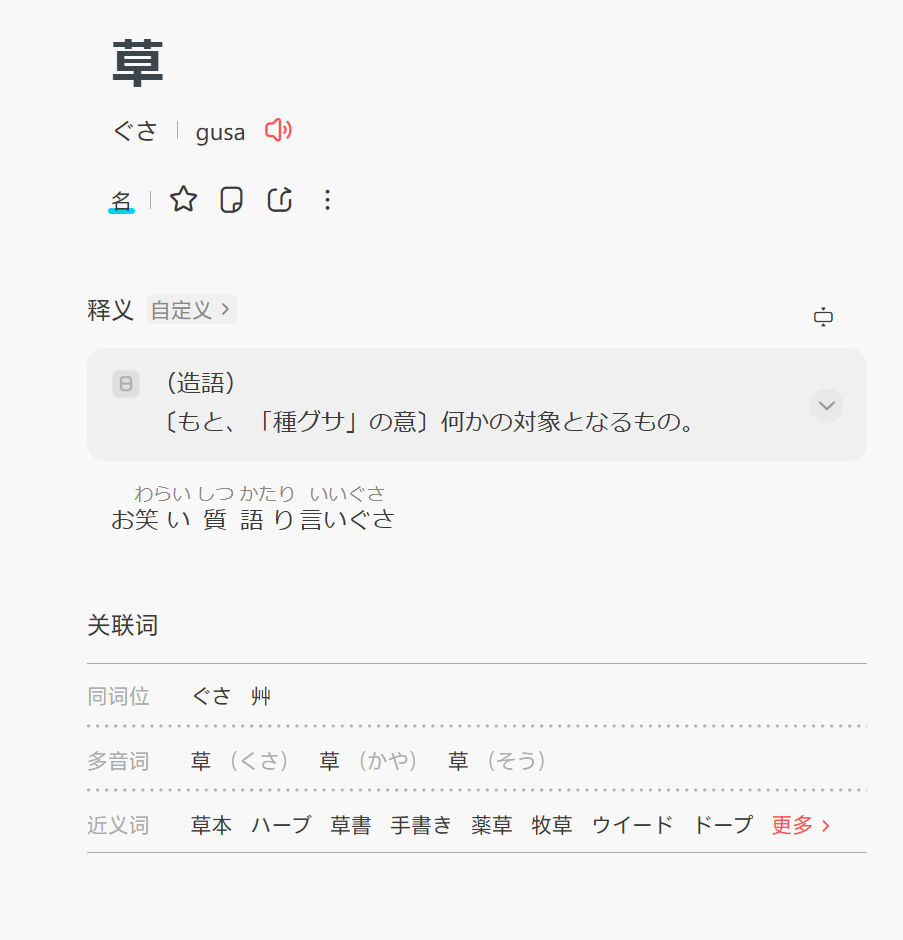 草
ぐさ gusa
名
释义 自定义
日 （造語）
〔もと、「種グサ」の意〕何かの対象となるもの。
わらい しつ かたり いいぐさ
お笑い 質 語り言いぐさ
关联词
同词位 ぐさ 艸
多音词 草（くさ） 草（かや） 草（そう）
近义词 草本 ハーブ 草書 手書き 薬草 牧草 ウイード ドープ 更多